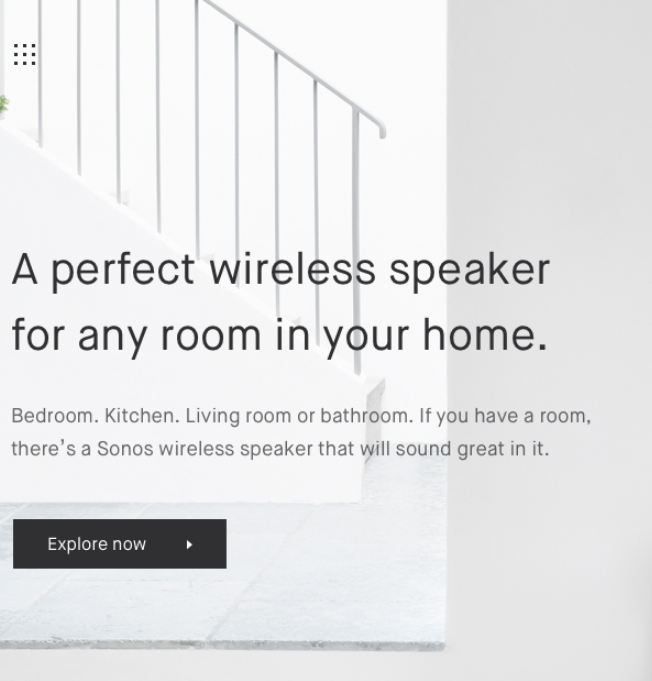 A perfect wireless speaker
for any room in your home.
Bedroom. Kitchen. Living room or bathroom. If you have a room,
there’s a Sonos wireless speaker that will sound great in it.
Explore now